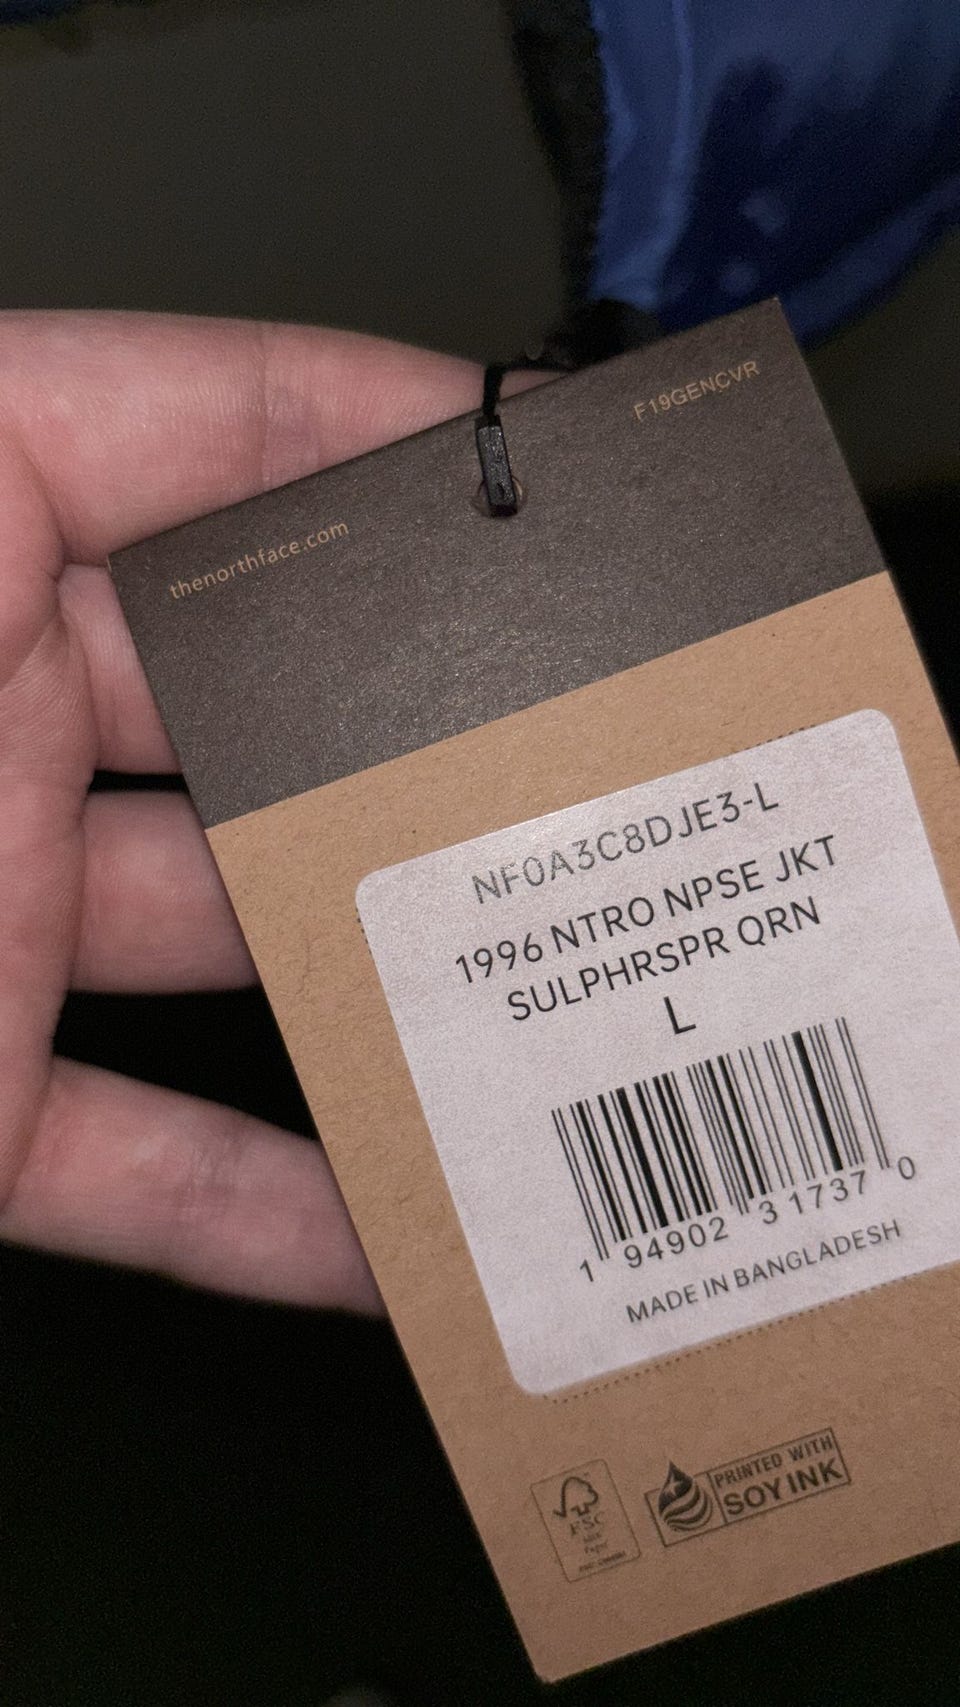 F19GENCVR
thenorthface.com
NF0A3C8DJE3-L
1996 NTRO NPSE JKT
SULPHRSPR QRN
L
1 94902 31737 0
MADE IN BANGLADESH
FSC
PRINTED WITH
SOY INK